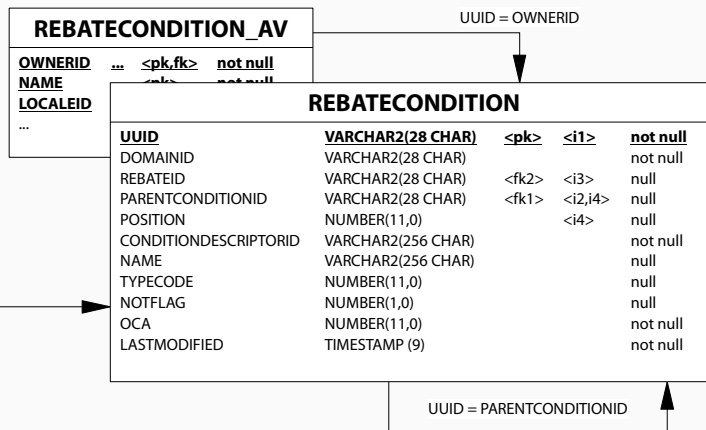 REBATECONDITION_AV
UUID = OWNERID
OWNERID ... <pk,fk> not null
NAME <pk> not null
LOCALEID
...
REBATECONDITION
UUID VARCHAR2(28 CHAR) <pk> <i1> not null
DOMAINID VARCHAR2(28 CHAR) not null
REBATEID VARCHAR2(28 CHAR) <fk2> <i3> null
PARENTCONDITIONID VARCHAR2(28 CHAR) <fk1> <i2,i4> null
POSITION NUMBER(11,0) <i4> null
CONDITIONDESCRIPTORID VARCHAR2(256 CHAR) not null
NAME VARCHAR2(256 CHAR) null
TYPECODE NUMBER(11,0) null
NOTFLAG NUMBER(1,0) null
OCA NUMBER(11,0) not null
LASTMODIFIED TIMESTAMP (9) not null
UUID = PARENTCONDITIONID